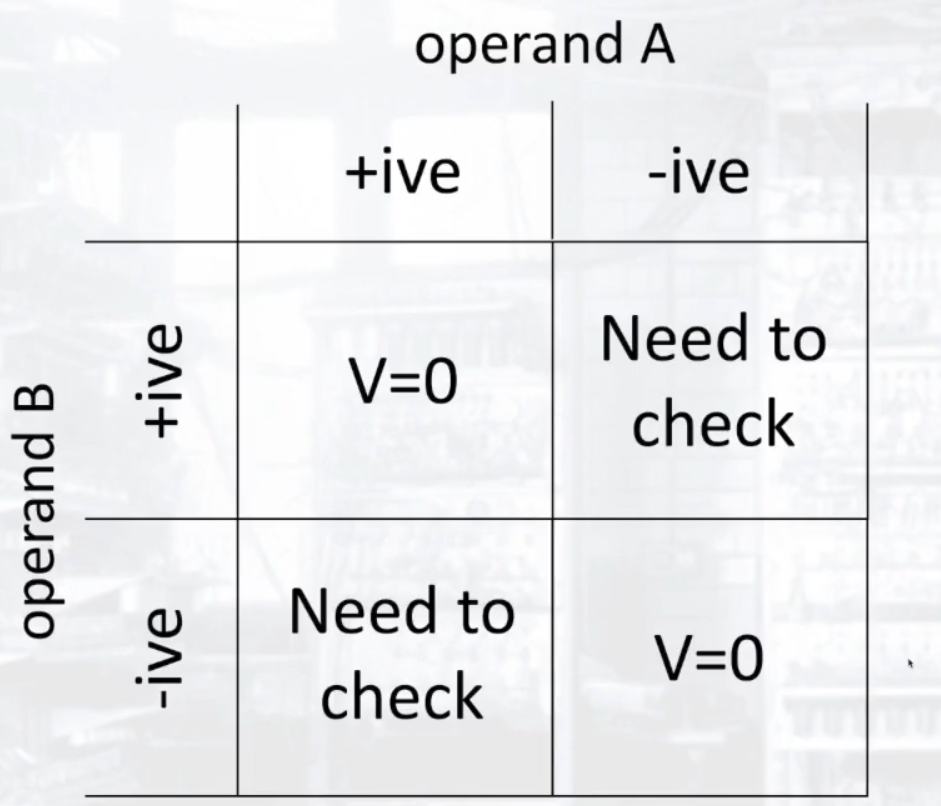 operand A
+ive
-ive
operand B
+ive
V=0
Need to
check
-ive
Need to
check
V=0